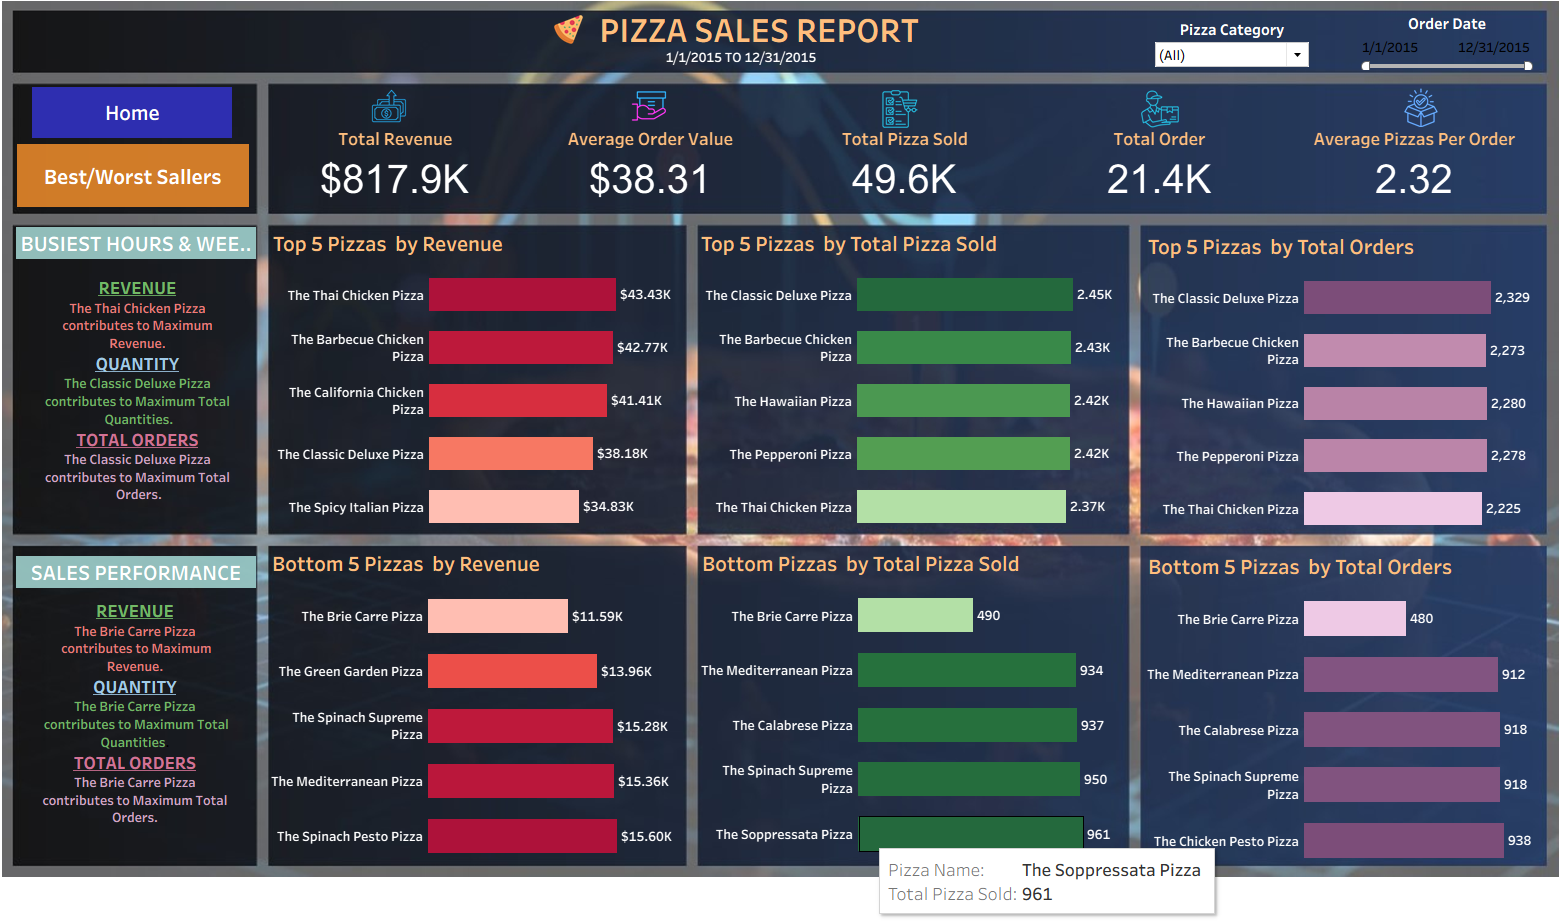 PIZZA SALES REPORT
1/1/2015 TO 12/31/2015
Pizza Category
(All)
Order Date
1/1/2015
12/31/2015
Home
Best/Worst Sallers
Total Revenue
$817.9K
Average Order Value
$38.31
Total Pizza Sold
49.6K
Total Order
21.4K
Average Pizzas Per Order
2.32
BUSIEST HOURS & WEE..
REVENUE
The Thai Chicken Pizza
contributes to Maximum
Revenue.
QUANTITY
The Classic Deluxe Pizza
contributes to Maximum Total
Quantities.
TOTAL ORDERS
The Classic Deluxe Pizza
contributes to Maximum Total
Orders.
Top 5 Pizzas by Revenue
The Thai Chicken Pizza $43.43K
The Barbecue Chicken
Pizza $42.77K
The California Chicken
Pizza $41.41K
The Classic Deluxe Pizza $38.18K
The Spicy Italian Pizza $34.83K
Top 5 Pizzas by Total Pizza Sold
The Classic Deluxe Pizza 2.45K
The Barbecue Chicken
Pizza 2.43K
The Hawaiian Pizza 2.42K
The Pepperoni Pizza 2.42K
The Thai Chicken Pizza 2.37K
Top 5 Pizzas by Total Orders
The Classic Deluxe Pizza 2,329
The Barbecue Chicken
Pizza 2,273
The Hawaiian Pizza 2,280
The Pepperoni Pizza 2,278
The Thai Chicken Pizza 2,225
SALES PERFORMANCE
REVENUE
The Brie Carre Pizza
contributes to Maximum
Revenue.
QUANTITY
The Brie Carre Pizza
contributes to Maximum Total
Quantities
TOTAL ORDERS
The Brie Carre Pizza
contributes to Maximum Total
Orders.
Bottom 5 Pizzas by Revenue
The Brie Carre Pizza $11.59K
The Green Garden Pizza $13.96K
The Spinach Supreme
Pizza $15.28K
The Mediterranean Pizza $15.36K
The Spinach Pesto Pizza $15.60K
Bottom Pizzas by Total Pizza Sold
The Brie Carre Pizza 490
The Mediterranean Pizza 934
The Calabrese Pizza 937
The Spinach Supreme
Pizza 950
The Soppressata Pizza 961
Bottom 5 Pizzas by Total Orders
The Brie Carre Pizza 480
The Mediterranean Pizza 912
The Calabrese Pizza 918
The Spinach Supreme
Pizza 918
The Chicken Pesto Pizza 938
Pizza Name: The Soppressata Pizza
Total Pizza Sold: 961